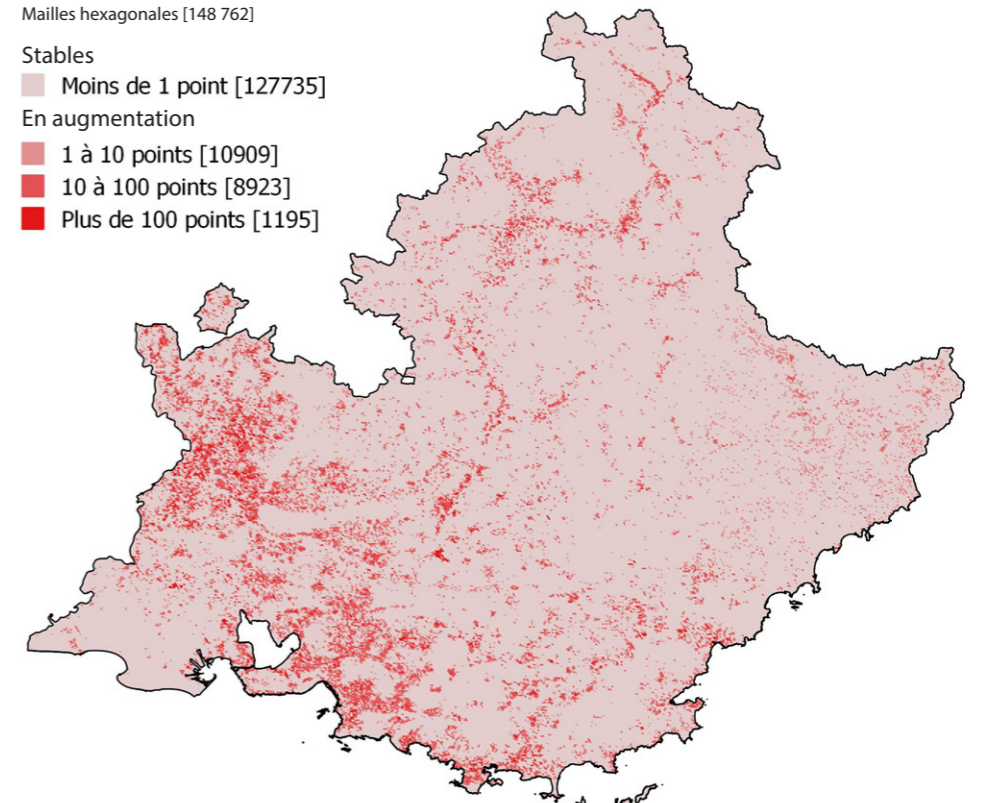 Mailles hexagonales [148 762]
Stables
Moins de 1 point [127735]
En augmentation
1 à 10 points [10909]
10 à 100 points [8923]
Plus de 100 points [1195]